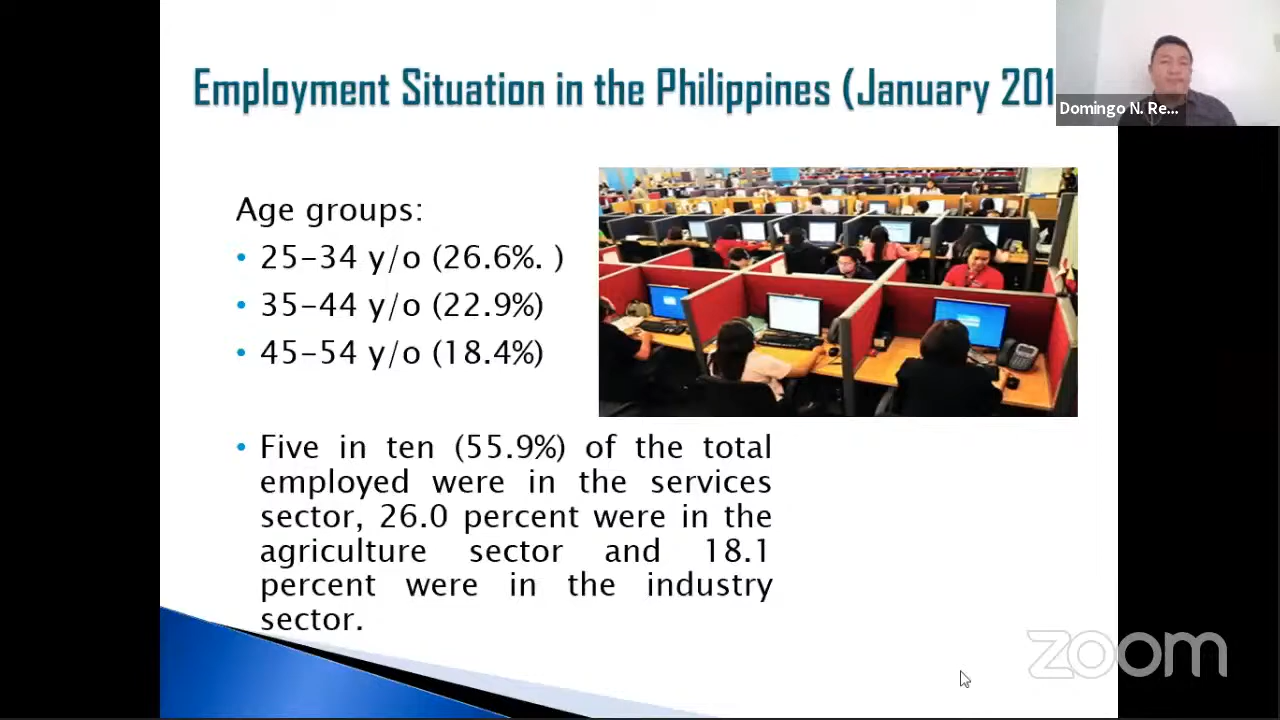 Employment Situation in the Philippines (January 201
Domingo N. Re...
Age groups:
• 25-34 y/o (26.6%. )
• 35-44 y/o (22.9%)
• 45-54 y/o (18.4%)
• Five in ten (55.9%) of the total
employed were in the services
sector, 26.0 percent were in the
agriculture sector and 18.1
percent were in the industry
sector.
zoom